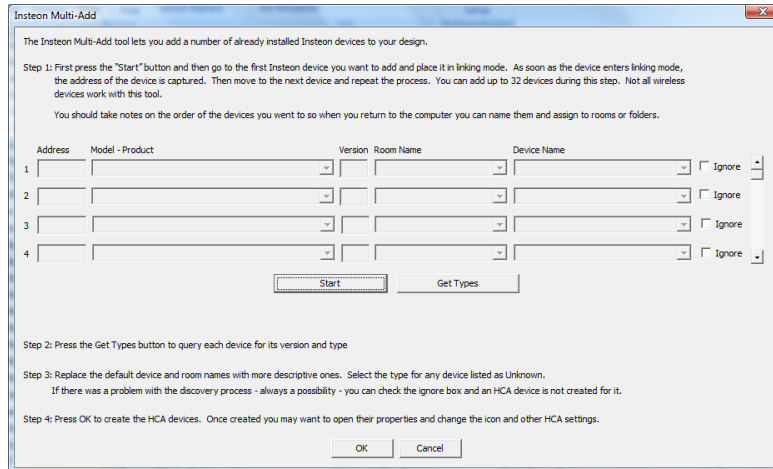 Insteon Multi-Add
The Insteon Multi-Add tool lets you add a number of already installed Insteon devices to your design.
Step 1: First press the "Start" button and then go to the first Insteon device you want to add and place it in linking mode. As soon as the device enters linking mode,
the address of the device is captured. Then move to the next device and repeat the process. You can add up to 32 devices during this step. Not all wireless
devices work with this tool.
You should take notes on the order of the devices you went to so when you return to the computer you can name them and assign to rooms or folders.
Address Model - Product Version Room Name Device Name
1 Ignore
2 Ignore
3 Ignore
4 Ignore
Start Get Types
Step 2: Press the Get Types button to query each device for its version and type
Step 3: Replace the default device and room names with more descriptive ones. Select the type for any device listed as Unknown.
If there was a problem with the discovery process - always a possibility - you can check the ignore box and an HCA device is not created for it.
Step 4: Press OK to create the HCA devices. Once created you may want to open their properties and change the icon and other HCA settings.
OK Cancel